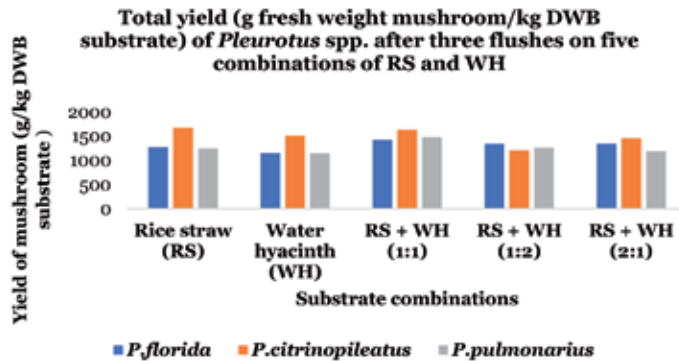 Total yield (g fresh weight mushroom/kg DWB
substrate) of Pleurotus spp. after three flushes on five
combinations of RS and WH
Yield of mushroom (g/kg DWB
substrate )
2000
1500
1000
500
0
Rice straw
(RS)
Water
hyacinth
(WH)
RS + WH
(1:1)
RS + WH
(1:2)
RS + WH
(2:1)
Substrate combinations
P.florida
P.citrinopileatus
P.pulmonarius